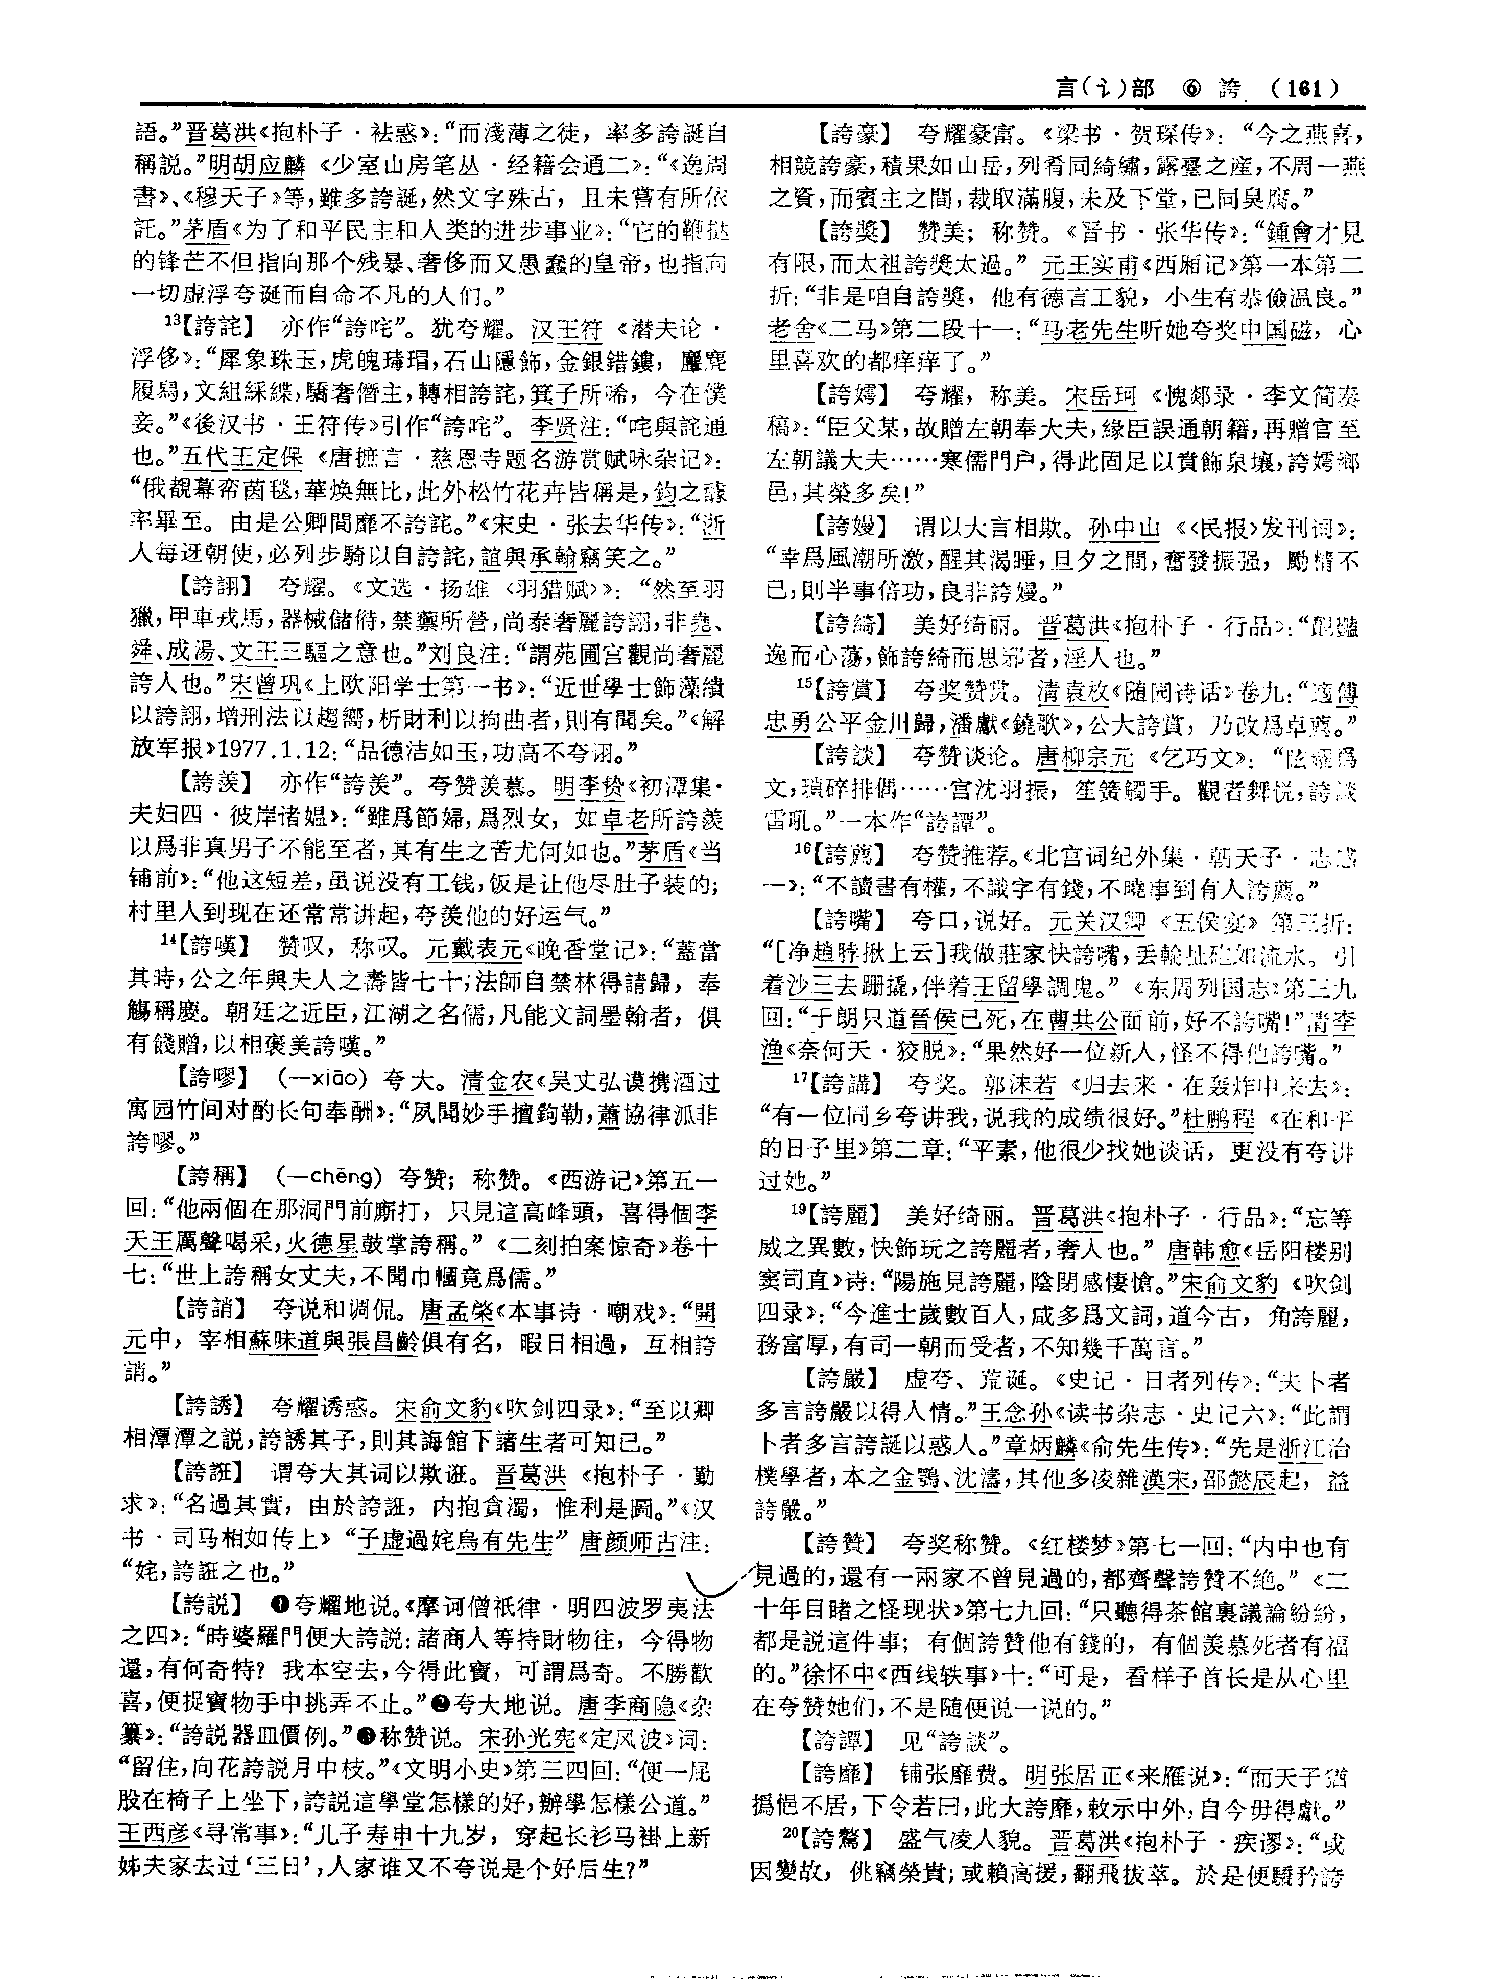 言(讠)部　⑥　誇　(161)
語。”晋葛洪《抱朴子·祛惑》：“而淺薄之徒，率多誇誕自
稱説。”明胡应麟《少室山房笔丛·经籍会通二》：“《逸周
書》、《穆天子》等，雖多誇誕，然文字殊古，且未嘗有所依
託。”茅盾《为了和平民主和人类的进步事业》：“它的鞭挞
的锋芒不但指向那个残暴、奢侈而又愚蠢的皇帝，也指向
一切虚浮夸诞而自命不凡的人们。”
13【誇詫】　亦作“誇咤”。犹夸耀。汉王符《潜夫论·
浮侈》：“犀象珠玉，虎魄瑇瑁，石山隱飾，金銀錯鏤，麞麂
履舄，文組綵緤，驕奢僭主，轉相誇詫，箕子所唏，今在僕
妾。”《後汉书·王符传》引作“誇咤”。李贤注：“咤與詫通
也。”五代王定保《唐摭言·慈恩寺题名游赏赋咏杂记》：
“俄覩幕帟茵毯，華焕無比，此外松竹花卉皆稱是，鈞之醵
率畢至。由是公卿間靡不誇詫。”《宋史·张去华传》：“浙
人每迓朝使，必列步騎以自誇詫，誼與承翰竊笑之。”
【誇詡】　夸耀。《文选·扬雄〈羽猎赋〉》：“然至羽
獵，甲車戎馬，器械儲偫，禁藥所營，尚泰奢麗誇詡，非堯、
舜、成湯、文王三驅之意也。”刘良注：“謂苑圃宫觀尚奢麗
誇人也。”宋曾巩《上欧阳学士第一书》：“近世學士飾藻繢
以誇詡，增刑法以趨嚮，析財利以拘曲者，則有聞矣。”《解
放军报》1977.1.12：“品德洁如玉，功高不夸诩。”
【誇羡】　亦作“誇羨”。夸赞羡慕。明李贽《初潭集·
夫妇四·彼岸诸媪》：“雖爲節婦，爲烈女，如卓老所誇羨
以爲非真男子不能至者，其有生之苦尤何如也。”茅盾《当
铺前》：“他这短差，虽说没有工钱，饭是让他尽肚子装的；
村里人到现在还常常讲起，夸羡他的好运气。”
14【誇嘆】　赞叹，称叹。元戴表元《晚香堂记》：“蓋當
其時，公之年與夫人之壽皆七十；法師自禁林得請歸，奉
觴稱慶。朝廷之近臣，江湖之名儒，凡能文詞墨翰者，俱
有餞贈，以相褒美誇嘆。”
【誇嘐】　(—xiāo) 夸大。清金农《吴丈弘谟携酒过
寓园竹间对酌长句奉酬》：“夙聞妙手擅鈎勒，蕭協律派非
誇嘐。”
【誇稱】　(—chēng) 夸赞；称赞。《西游记》第五一
回：“他兩個在那洞門前廝打，只見這高峰頭，喜得個李
天王厲聲喝采，火德星鼓掌誇稱。”《二刻拍案惊奇》卷十
七：“世上誇稱女丈夫，不聞巾幗竟爲儒。”
【誇誚】　夸说和调侃。唐孟棨《本事诗·嘲戏》：“開
元中，宰相蘇味道與張昌齡俱有名，暇日相遇，互相誇
誚。”
【誇誘】　夸耀诱惑。宋俞文豹《吹剑四录》：“至以卿
相潭潭之説，誇誘其子，則其誨館下諸生者可知已。”
【誇誑】　谓夸大其词以欺诳。晋葛洪《抱朴子·勤
求》：“名過其實，由於誇誑，内抱貪濁，惟利是圖。”《汉
书·司马相如传上》“子虚過姹烏有先生”唐颜师古注：
“姹，誇誑之也。”
【誇説】　❶夸耀地说。《摩诃僧祇律·明四波罗夷法
之四》：“時婆羅門便大誇説：諸商人等持財物往，今得物
還，有何奇特？我本空去，今得此寶，可謂爲奇。不勝歡
喜，便捉寶物手中挑弄不止。”❷夸大地说。唐李商隐《杂
纂》：“誇説器皿價例。”❸称赞说。宋孙光宪《定风波》词：
“留住，向花誇説月中枝。”《文明小史》第三四回：“便一屁
股在椅子上坐下，誇説這學堂怎樣的好，辦學怎樣公道。”
王西彦《寻常事》：“儿子寿申十九岁，穿起长衫马褂上新
姊夫家去过‘三日’，人家谁又不夸说是个好后生？”
【誇豪】　夸耀豪富。《梁书·贺琛传》：“今之燕喜，
相競誇豪，積果如山岳，列肴同綺繡，露臺之産，不周一燕
之資，而賓主之間，裁取滿腹，未及下堂，已同臭腐。”
【誇獎】　赞美；称赞。《晋书·张华传》：“鍾會才見
有限，而太祖誇獎太過。”元王实甫《西厢记》第一本第二
折：“非是咱自誇獎，他有德言工貌，小生有恭儉温良。”
老舍《二马》第二段十一：“马老先生听她夸奖中国磁，心
里喜欢的都痒痒了。”
【誇嫮】　夸耀，称美。宋岳珂《愧郯录·李文简奏
稿》：“臣父某，故贈左朝奉大夫，緣臣誤通朝籍，再赠官至
左朝議大夫……寒儒門户，得此固足以賁飾泉壤，誇嫮鄉
邑，其榮多矣！”
【誇嫚】　谓以大言相欺。孙中山《〈民报〉发刊词》：
“幸爲風潮所激，醒其渴睡，旦夕之間，奮發振强，勵精不
已，則半事倍功，良非誇嫚。”
【誇綺】　美好绮丽。晋葛洪《抱朴子·行品》：“覩豔
逸而心蕩，飾誇綺而思邪者，淫人也。”
15【誇賞】　夸奖赞赏。清袁枚《随园诗话》卷九：“適傅
忠勇公平金川歸，潘獻《鐃歌》，公大誇賞，乃改爲卓薦。”
【誇談】　夸赞谈论。唐柳宗元《乞巧文》：“眩耀爲
文，瑣碎排偶……宫沈羽振，笙簧觸手。觀者舞悦，誇談
雷吼。”一本作“誇譚”。
16【誇薦】　夸赞推荐。《北宫词纪外集·朝天子·志感
一》：“不讀書有權，不識字有錢，不曉事到有人誇薦。”
【誇嘴】　夸口，说好。元关汉卿《五侯宴》第三折：
“[净趙脖揪上云]我做莊家快誇嘴，丢輪扯砲如流水。引
着沙三去跚撬，伴着王留學調鬼。”《东周列国志》第三九
回：“于朗只道晉侯已死，在曹共公面前，好不誇嘴！”清李
渔《奈何天·狡脱》：“果然好一位新人，怪不得他誇嘴。”
17【誇講】　夸奖。郭沫若《归去来·在轰炸中来去》：
“有一位同乡夸讲我，说我的成绩很好。”杜鹏程《在和平
的日子里》第二章：“平素，他很少找她谈话，更没有夸讲
过她。”
19【誇麗】　美好绮丽。晋葛洪《抱朴子·行品》：“忘等
威之異數，快飾玩之誇麗者，奢人也。”唐韩愈《岳阳楼别
窦司直》诗：“陽施見誇麗，陰閉感悽愴。”宋俞文豹《吹剑
四录》：“今進士歲數百人，咸多爲文詞，道今古，角誇麗，
務富厚，有司一朝而受者，不知幾千萬言。”
【誇嚴】　虚夸、荒诞。《史记·日者列传》：“夫卜者
多言誇嚴以得人情。”王念孙《读书杂志·史记六》：“此謂
卜者多言誇誕以惑人。”章炳麟《俞先生传》：“先是浙江治
樸學者，本之金鶚、沈濤，其他多凌雜漢宋，邵懿辰起，益
誇嚴。”
【誇贊】　夸奖称赞。《红楼梦》第七一回：“内中也有
見過的，還有一兩家不曾見過的，都齊聲誇贊不絶。”《二
十年目睹之怪现状》第七九回：“只聽得茶館裏議論紛紛，
都是説這件事；有個誇贊他有錢的，有個羨慕死者有福
的。”徐怀中《西线轶事》十：“可是，看样子首长是从心里
在夸赞她们，不是随便说一说的。”
【誇譚】　见“誇談”。
【誇靡】　铺张靡费。明张居正《来雁说》：“而天子猶
撝悒不居，下令若曰，此大誇靡，敕示中外，自今毋得獻。”
20【誇驁】　盛气凌人貌。晋葛洪《抱朴子·疾谬》：“或
因變故，佻竊榮貴；或賴高援，翻飛拔萃。於是便驕矜誇